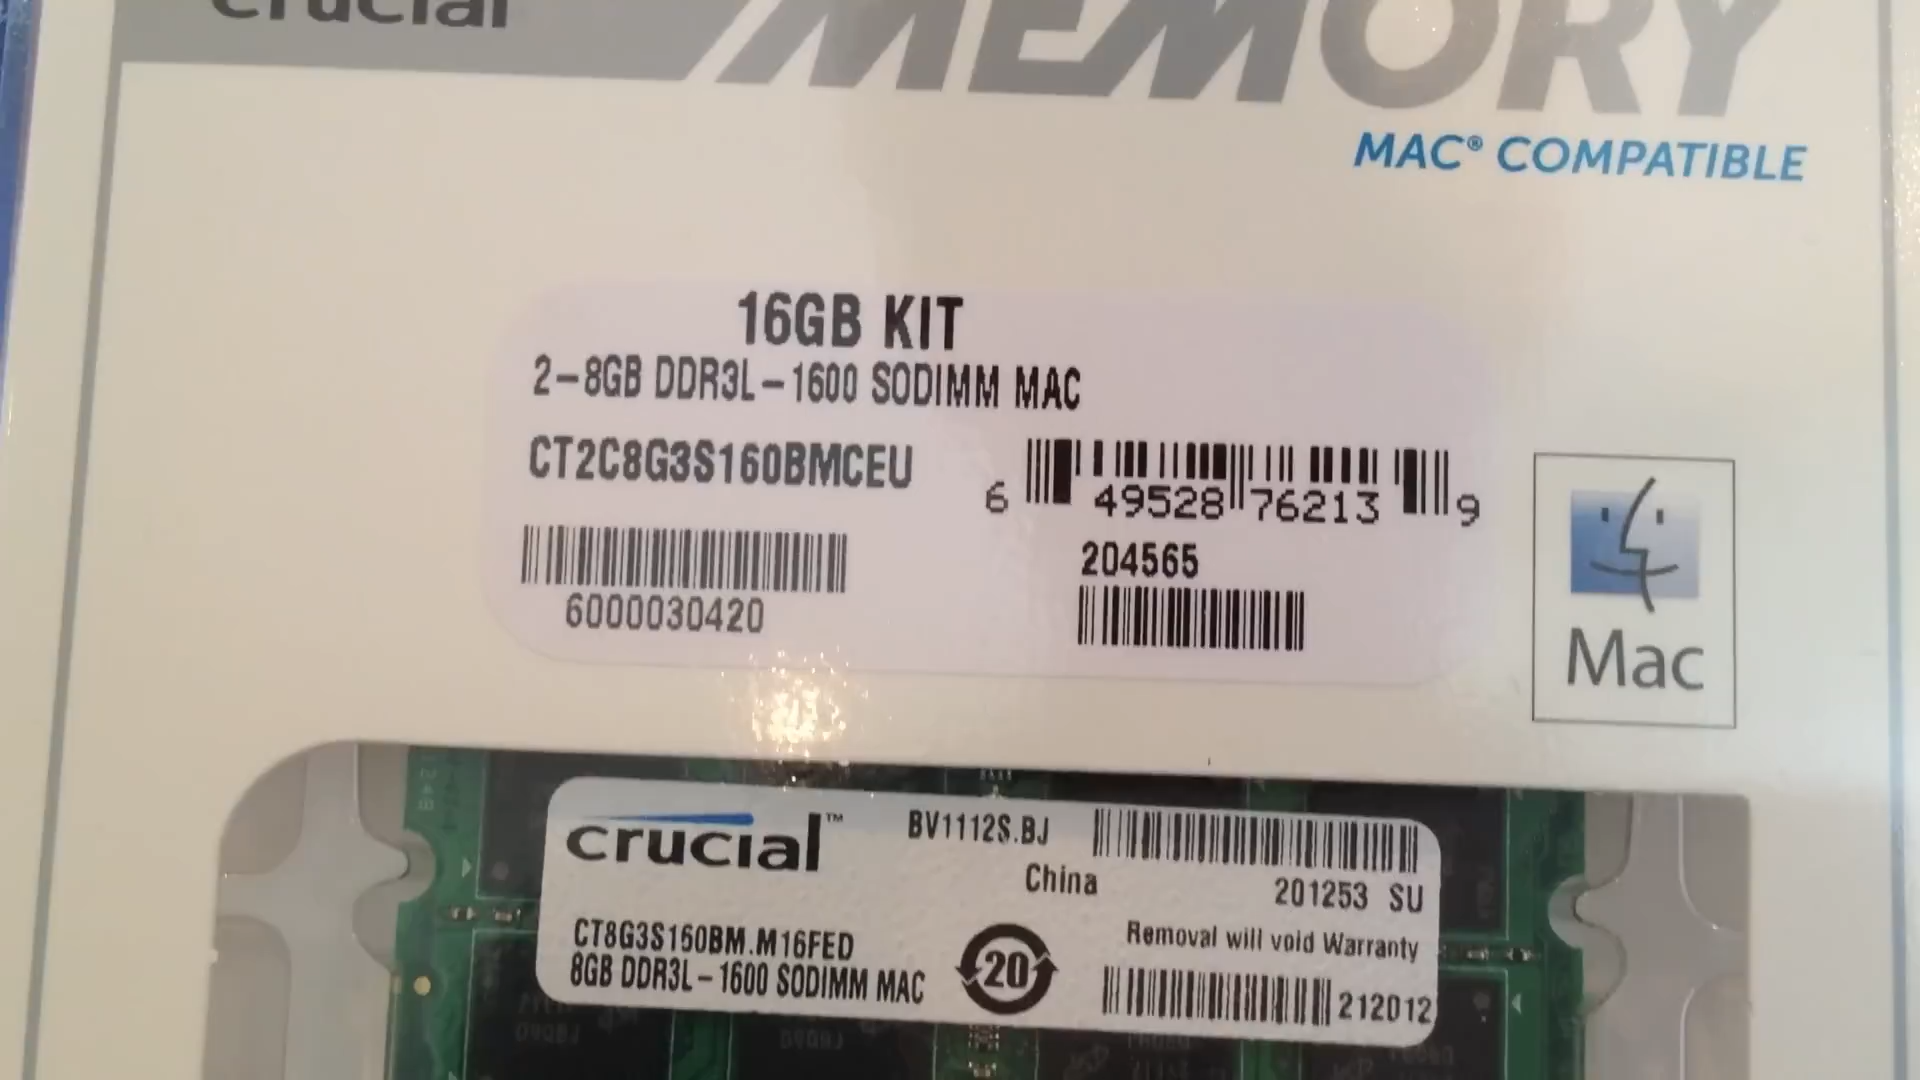 crucial MEMORY
MAC® COMPATIBLE
16GB KIT
2-8GB DDR3L-1600 SODIMM MAC
CT2C8G3S160BMCEU
6 49528 76213 9
204565
6000030420
Mac
crucial™ BV1112S.BJ
China
201253 SU
CT8G3S160BM.M16FED
8GB DDR3L-1600 SODIMM MAC
20
Removal will void Warranty
212012